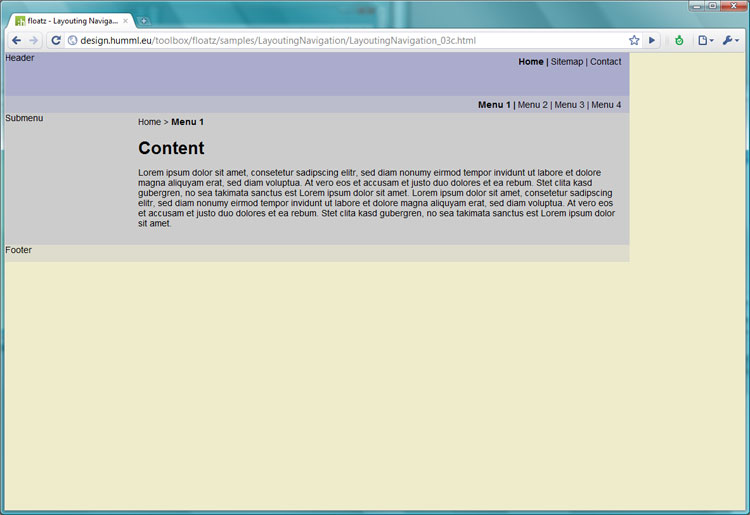 floatz - Layouting Naviga...
design.humml.eu/toolbox/floatz/samples/LayoutingNavigation/LayoutingNavigation_03c.html
Header
Home | Sitemap | Contact
Menu 1 | Menu 2 | Menu 3 | Menu 4
Submenu
Home > Menu 1
Content
Lorem ipsum dolor sit amet, consetetur sadipscing elitr, sed diam nonumy eirmod tempor invidunt ut labore et dolore
magna aliquyam erat, sed diam voluptua. At vero eos et accusam et justo duo dolores et ea rebum. Stet clita kasd
gubergren, no sea takimata sanctus est Lorem ipsum dolor sit amet. Lorem ipsum dolor sit amet, consetetur sadipscing
elitr, sed diam nonumy eirmod tempor invidunt ut labore et dolore magna aliquyam erat, sed diam voluptua. At vero eos
et accusam et justo duo dolores et ea rebum. Stet clita kasd gubergren, no sea takimata sanctus est Lorem ipsum dolor
sit amet.
Footer